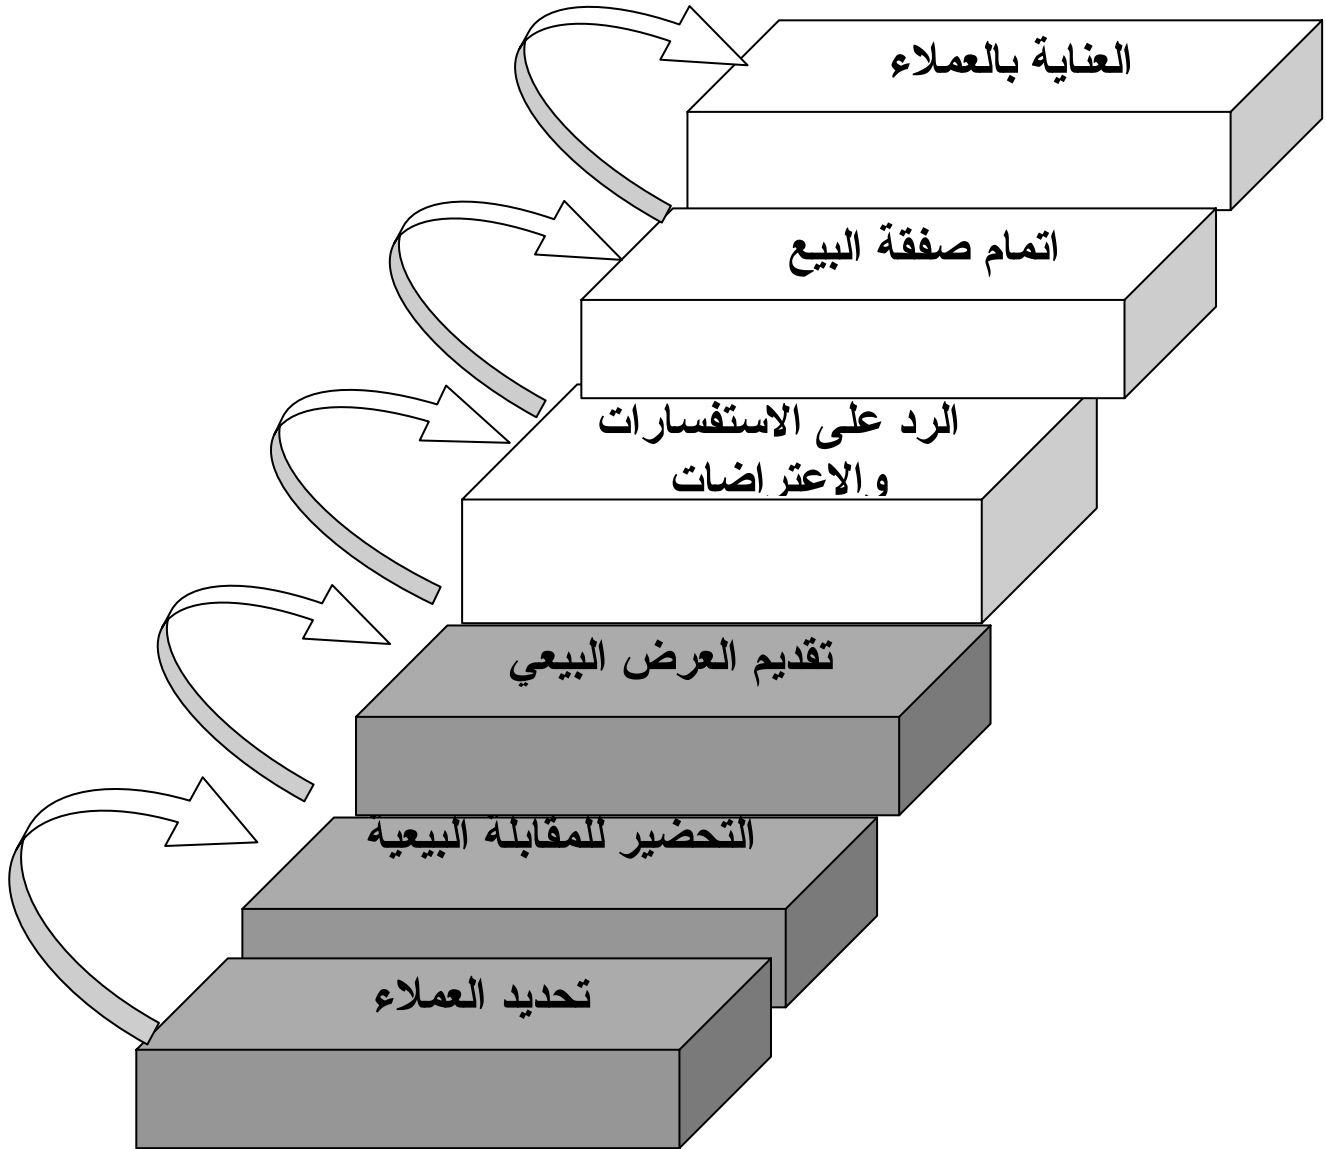 العناية بالعملاء
اتمام صفقة البيع
الرد على الاستفسارات
والاعتراضات
تقديم العرض البيعي
التحضير للمقابلة البيعية
تحديد العملاء